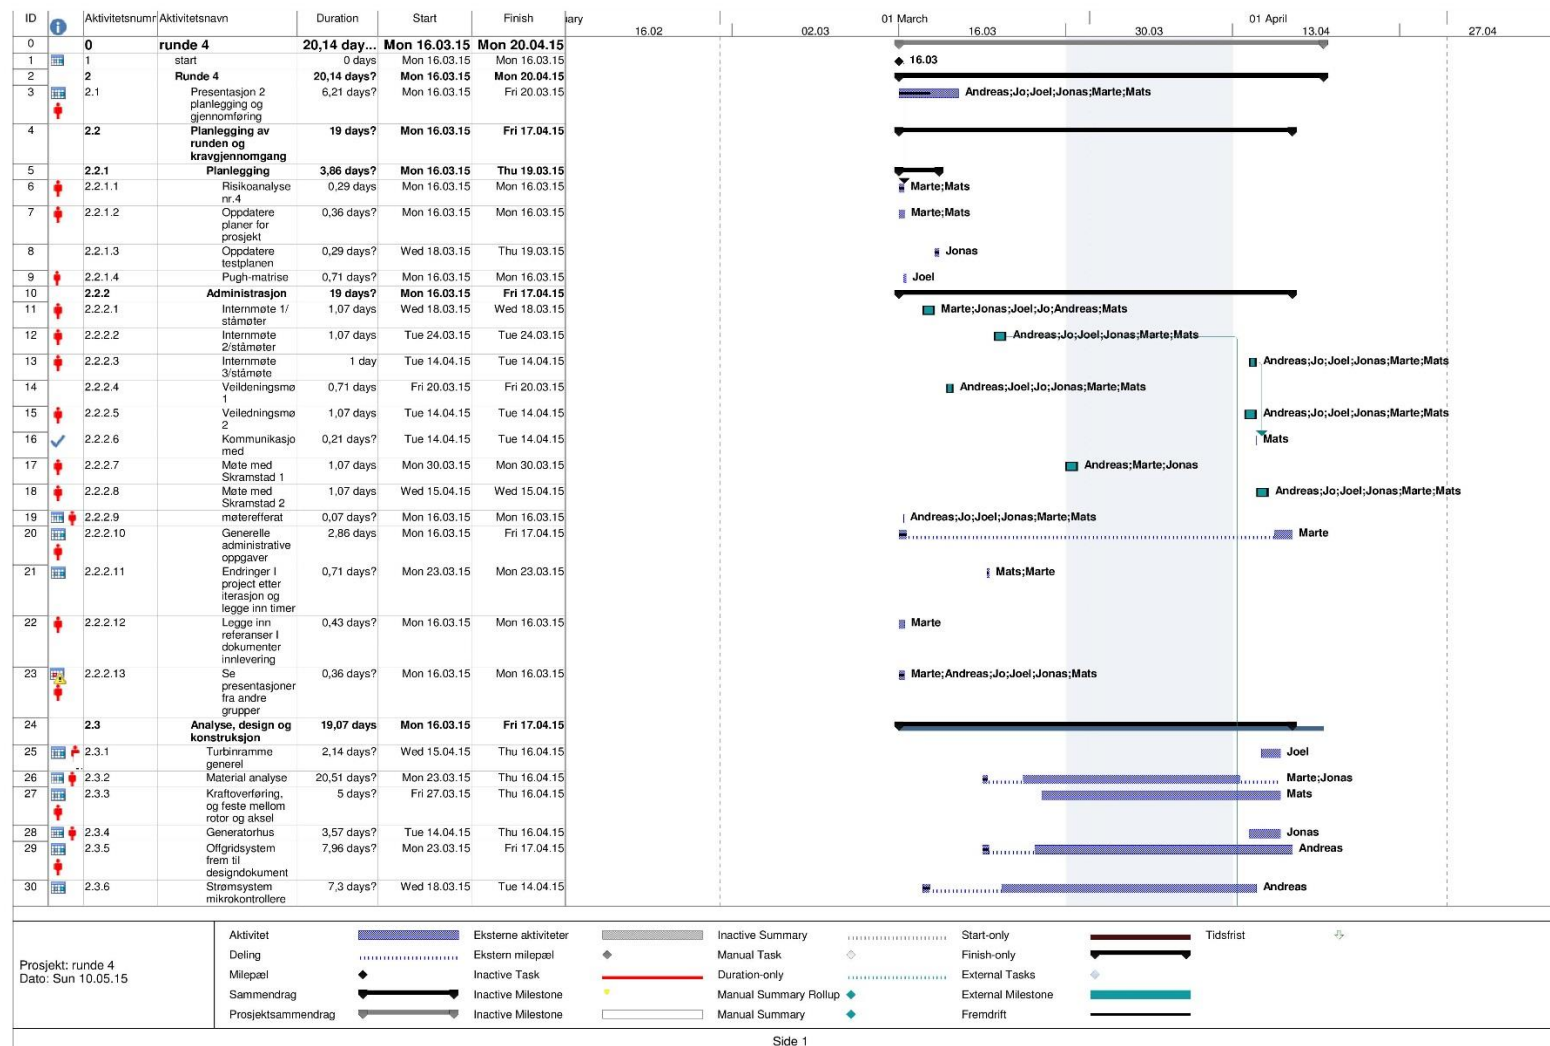 ID Aktivitetsnumr Aktivitetsnavn Duration Start Finish ıary 01 March 01 April
16.02 02.03 16.03 30.03 13.04 27.04
0 0 runde 4 20,14 day... Mon 16.03.15 Mon 20.04.15
1 1 start 0 days Mon 16.03.15 Mon 16.03.15 16.03
2 2 Runde 4 20,14 days? Mon 16.03.15 Mon 20.04.15
3 2.1 Presentasjon 2 6,21 days? Mon 16.03.15 Fri 20.03.15 Andreas;Jo;Joel;Jonas;Marte;Mats
planlegging og
gjennomføring
4 2.2 Planlegging av 19 days? Mon 16.03.15 Fri 17.04.15
runden og
kravgjennomgang
5 2.2.1 Planlegging 3,86 days? Mon 16.03.15 Thu 19.03.15
6 2.2.1.1 Risikoanalyse 0,29 days Mon 16.03.15 Mon 16.03.15 Marte;Mats
nr.4
7 2.2.1.2 Oppdatere 0,36 days? Mon 16.03.15 Mon 16.03.15 Marte;Mats
planer for
prosjekt
8 2.2.1.3 Oppdatere 0,29 days? Wed 18.03.15 Thu 19.03.15 Jonas
testplanen
9 2.2.1.4 Pugh-matrise 0,71 days? Mon 16.03.15 Mon 16.03.15 Joel
10 2.2.2 Administrasjon 19 days? Mon 16.03.15 Fri 17.04.15
11 2.2.2.1 Internmøte 1/ 1,07 days Wed 18.03.15 Wed 18.03.15 Marte;Jonas;Joel;Jo;Andreas;Mats
ståmøter
12 2.2.2.2 Internmøte 1,07 days Tue 24.03.15 Tue 24.03.15 Andreas;Jo;Joel;Jonas;Marte;Mats
2/ståmøter
13 2.2.2.3 Internmøte 1 day Tue 14.04.15 Tue 14.04.15 Andreas;Jo;Joel;Jonas;Marte;Mats
3/ståmøte
14 2.2.2.4 Veildeningsmø 0,71 days Fri 20.03.15 Fri 20.03.15 Andreas;Joel;Jo;Jonas;Marte;Mats
1
15 2.2.2.5 Veiledningsmø 1,07 days Tue 14.04.15 Tue 14.04.15 Andreas;Jo;Joel;Jonas;Marte;Mats
2
16 2.2.2.6 Kommunikasjo 0,21 days Tue 14.04.15 Tue 14.04.15 Mats
med
17 2.2.2.7 Møte med 1,07 days Mon 30.03.15 Mon 30.03.15 Andreas;Marte;Jonas
Skramstad 1
18 2.2.2.8 Møte med 1,07 days Wed 15.04.15 Wed 15.04.15 Andreas;Jo;Joel;Jonas;Marte;Mats
Skramstad 2
19 2.2.2.9 møterefferat 0,07 days? Mon 16.03.15 Mon 16.03.15 Andreas;Jo;Joel;Jonas;Marte;Mats
20 2.2.2.10 Generelle 2,86 days Mon 16.03.15 Fri 17.04.15 Marte
administrative
oppgaver
21 2.2.2.11 Endringer I 0,71 days? Mon 23.03.15 Mon 23.03.15 Mats;Marte
project etter
iterasjon og
legge inn timer
22 2.2.2.12 Legge inn 0,43 days? Mon 16.03.15 Mon 16.03.15 Marte
referanser I
dokumenter
innlevering
23 2.2.2.13 Se 0,36 days? Mon 16.03.15 Mon 16.03.15 Marte;Andreas;Jo;Joel;Jonas;Mats
presentasjoner
fra andre
grupper
24 2.3 Analyse, design og 19,07 days Mon 16.03.15 Fri 17.04.15
konstruksjon
25 2.3.1 Turbinramme 2,14 days? Wed 15.04.15 Thu 16.04.15 Joel
generel
26 2.3.2 Material analyse 20,51 days? Mon 23.03.15 Thu 16.04.15 Marte;Jonas
27 2.3.3 Kraftoverføring, 5 days? Fri 27.03.15 Thu 16.04.15 Mats
og feste mellom
rotor og aksel
28 2.3.4 Generatorhus 3,57 days? Tue 14.04.15 Thu 16.04.15 Jonas
29 2.3.5 Offgridsystem 7,96 days? Mon 23.03.15 Fri 17.04.15 Andreas
frem til
designdokument
30 2.3.6 Strømsystem 7,3 days? Wed 18.03.15 Tue 14.04.15 Andreas
mikrokontrollere
Prosjekt: runde 4
Dato: Sun 10.05.15
Aktivitet Eksterne aktiviteter Inactive Summary Start-only Tidsfrist
Deling Ekstern milepæl Manual Task Finish-only
Milepæl Inactive Task Duration-only External Tasks
Sammendrag Inactive Milestone Manual Summary Rollup External Milestone
Prosjektsammendrag Inactive Milestone Manual Summary Fremdrift
Side 1